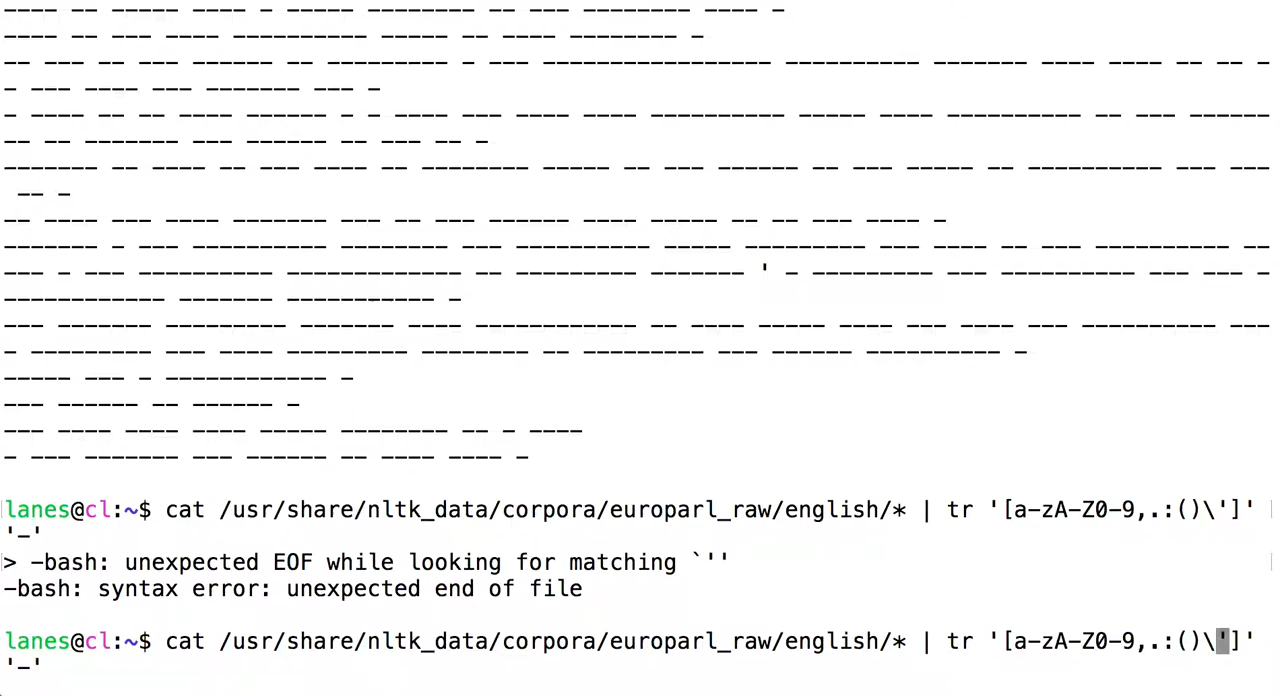 ---- -- ----- ---- - ----- -------- -- --- -------- ---- -
---- -- --- ---- ---------- ----- -- ---- -------- -
-- --- -- --- ------ -- --------- - --- ----------------- ---------- ------- ---- ---- -- -- -
- --- ---- --- ------- --- -
- ---- -- -- ---- ------ - - ---- --- ---- ---------- ----- ---- ---------- -- --- ------
-- -- ------- --- ------ -- --- -- -
------- -- ---- -- --- ---- -- -------- ----- -- --- ------ -- --- ----- -- ---------- --- ---
-- -
-- ---- --- ---- ------- --- -- --- ------ ---- ----- -- -- --- ---- -
------- - --- ---------- -------- --- ---------- ----- --------- --- ---- -- --- ---------- --
--- - --- -------- ------------- -- --------- ------- ' - --------- --- ---------- --- --- -
------------ ------- ----------- -
--- ------- --------- ------- ---- ------------ -- ---- ----- ---- --- ---- --- ---------- ---
- --------- --- ---- --------- -------- -- --------- --- ------ ---------- -
----- --- - ------------ -
--- ------ -- ------ -
--- ---- ---- ---- ----- -------- -- - ----
- --- ------- --- ------ -- ---- ---- -
lanes@cl:~$ cat /usr/share/nltk_data/corpora/europarl_raw/english/* | tr '[a-zA-Z0-9,.:()\']'
'-'
> -bash: unexpected EOF while looking for matching `''
-bash: syntax error: unexpected end of file
lanes@cl:~$ cat /usr/share/nltk_data/corpora/europarl_raw/english/* | tr '[a-zA-Z0-9,.:()\']'
'-'